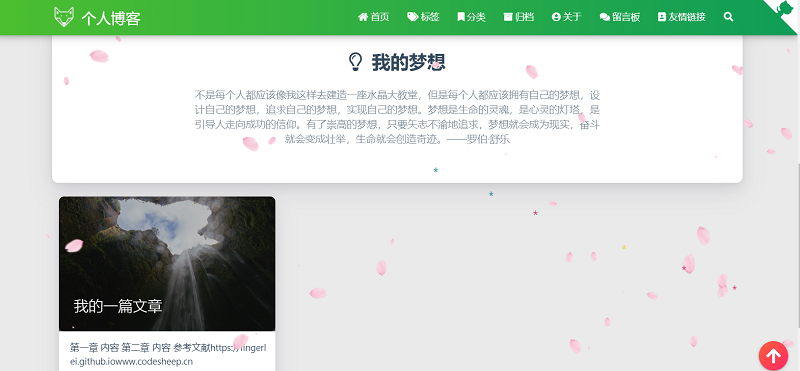 个人博客
首页 标签 分类 归档 关于 留言板 友情链接
我的梦想
不是每个人都应该像我这样去建造一座水晶大教堂，但是每个人都应该拥有自己的梦想，设
计自己的梦想，追求自己的梦想，实现自己的梦想。梦想是生命的灵魂，是心灵的灯塔，是
引导人走向成功的信仰。有了崇高的梦想，只要矢志不渝地追求，梦想就会成为现实，奋斗
就会变成壮举，生命就会创造奇迹。——罗伯·舒乐
我的一篇文章
第一章 内容 第二章 内容 参考文献https://fingerl
ei.github.iowww.codesheep.cn